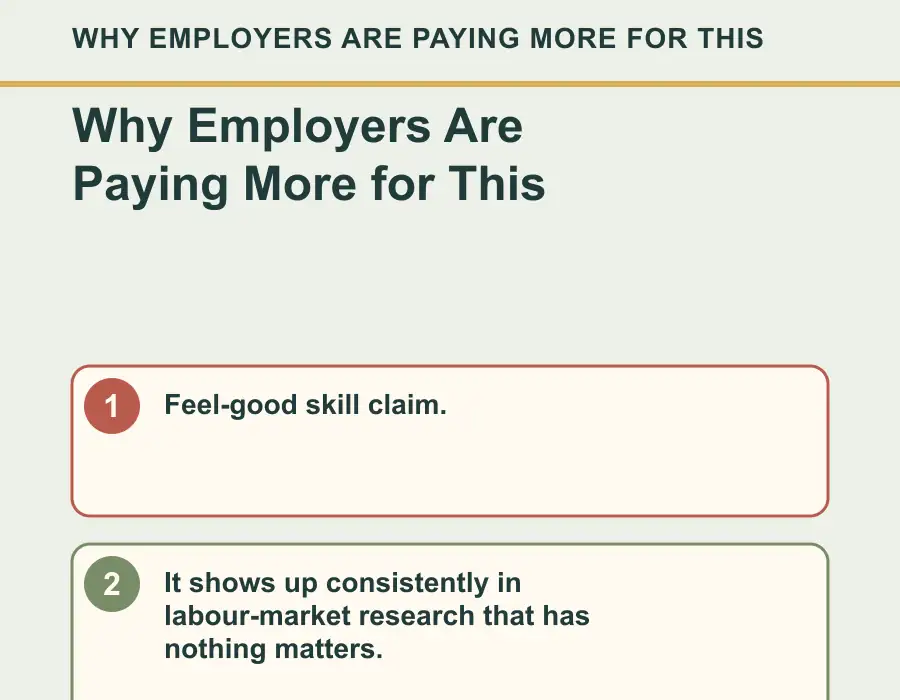 WHY EMPLOYERS ARE PAYING MORE FOR THIS
Why Employers Are
Paying More for This
1
Feel-good skill claim.
2
It shows up consistently in
labour-market research that has
nothing matters.